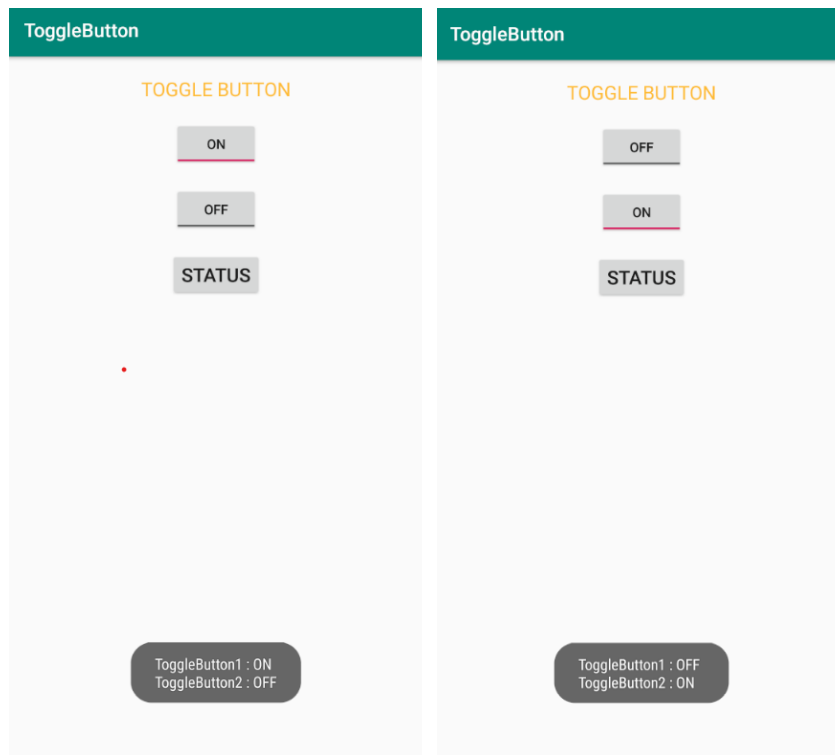 ToggleButton
TOGGLE BUTTON
ON
OFF
STATUS
ToggleButton1 : ON
ToggleButton2 : OFF
ToggleButton
TOGGLE BUTTON
OFF
ON
STATUS
ToggleButton1 : OFF
ToggleButton2 : ON